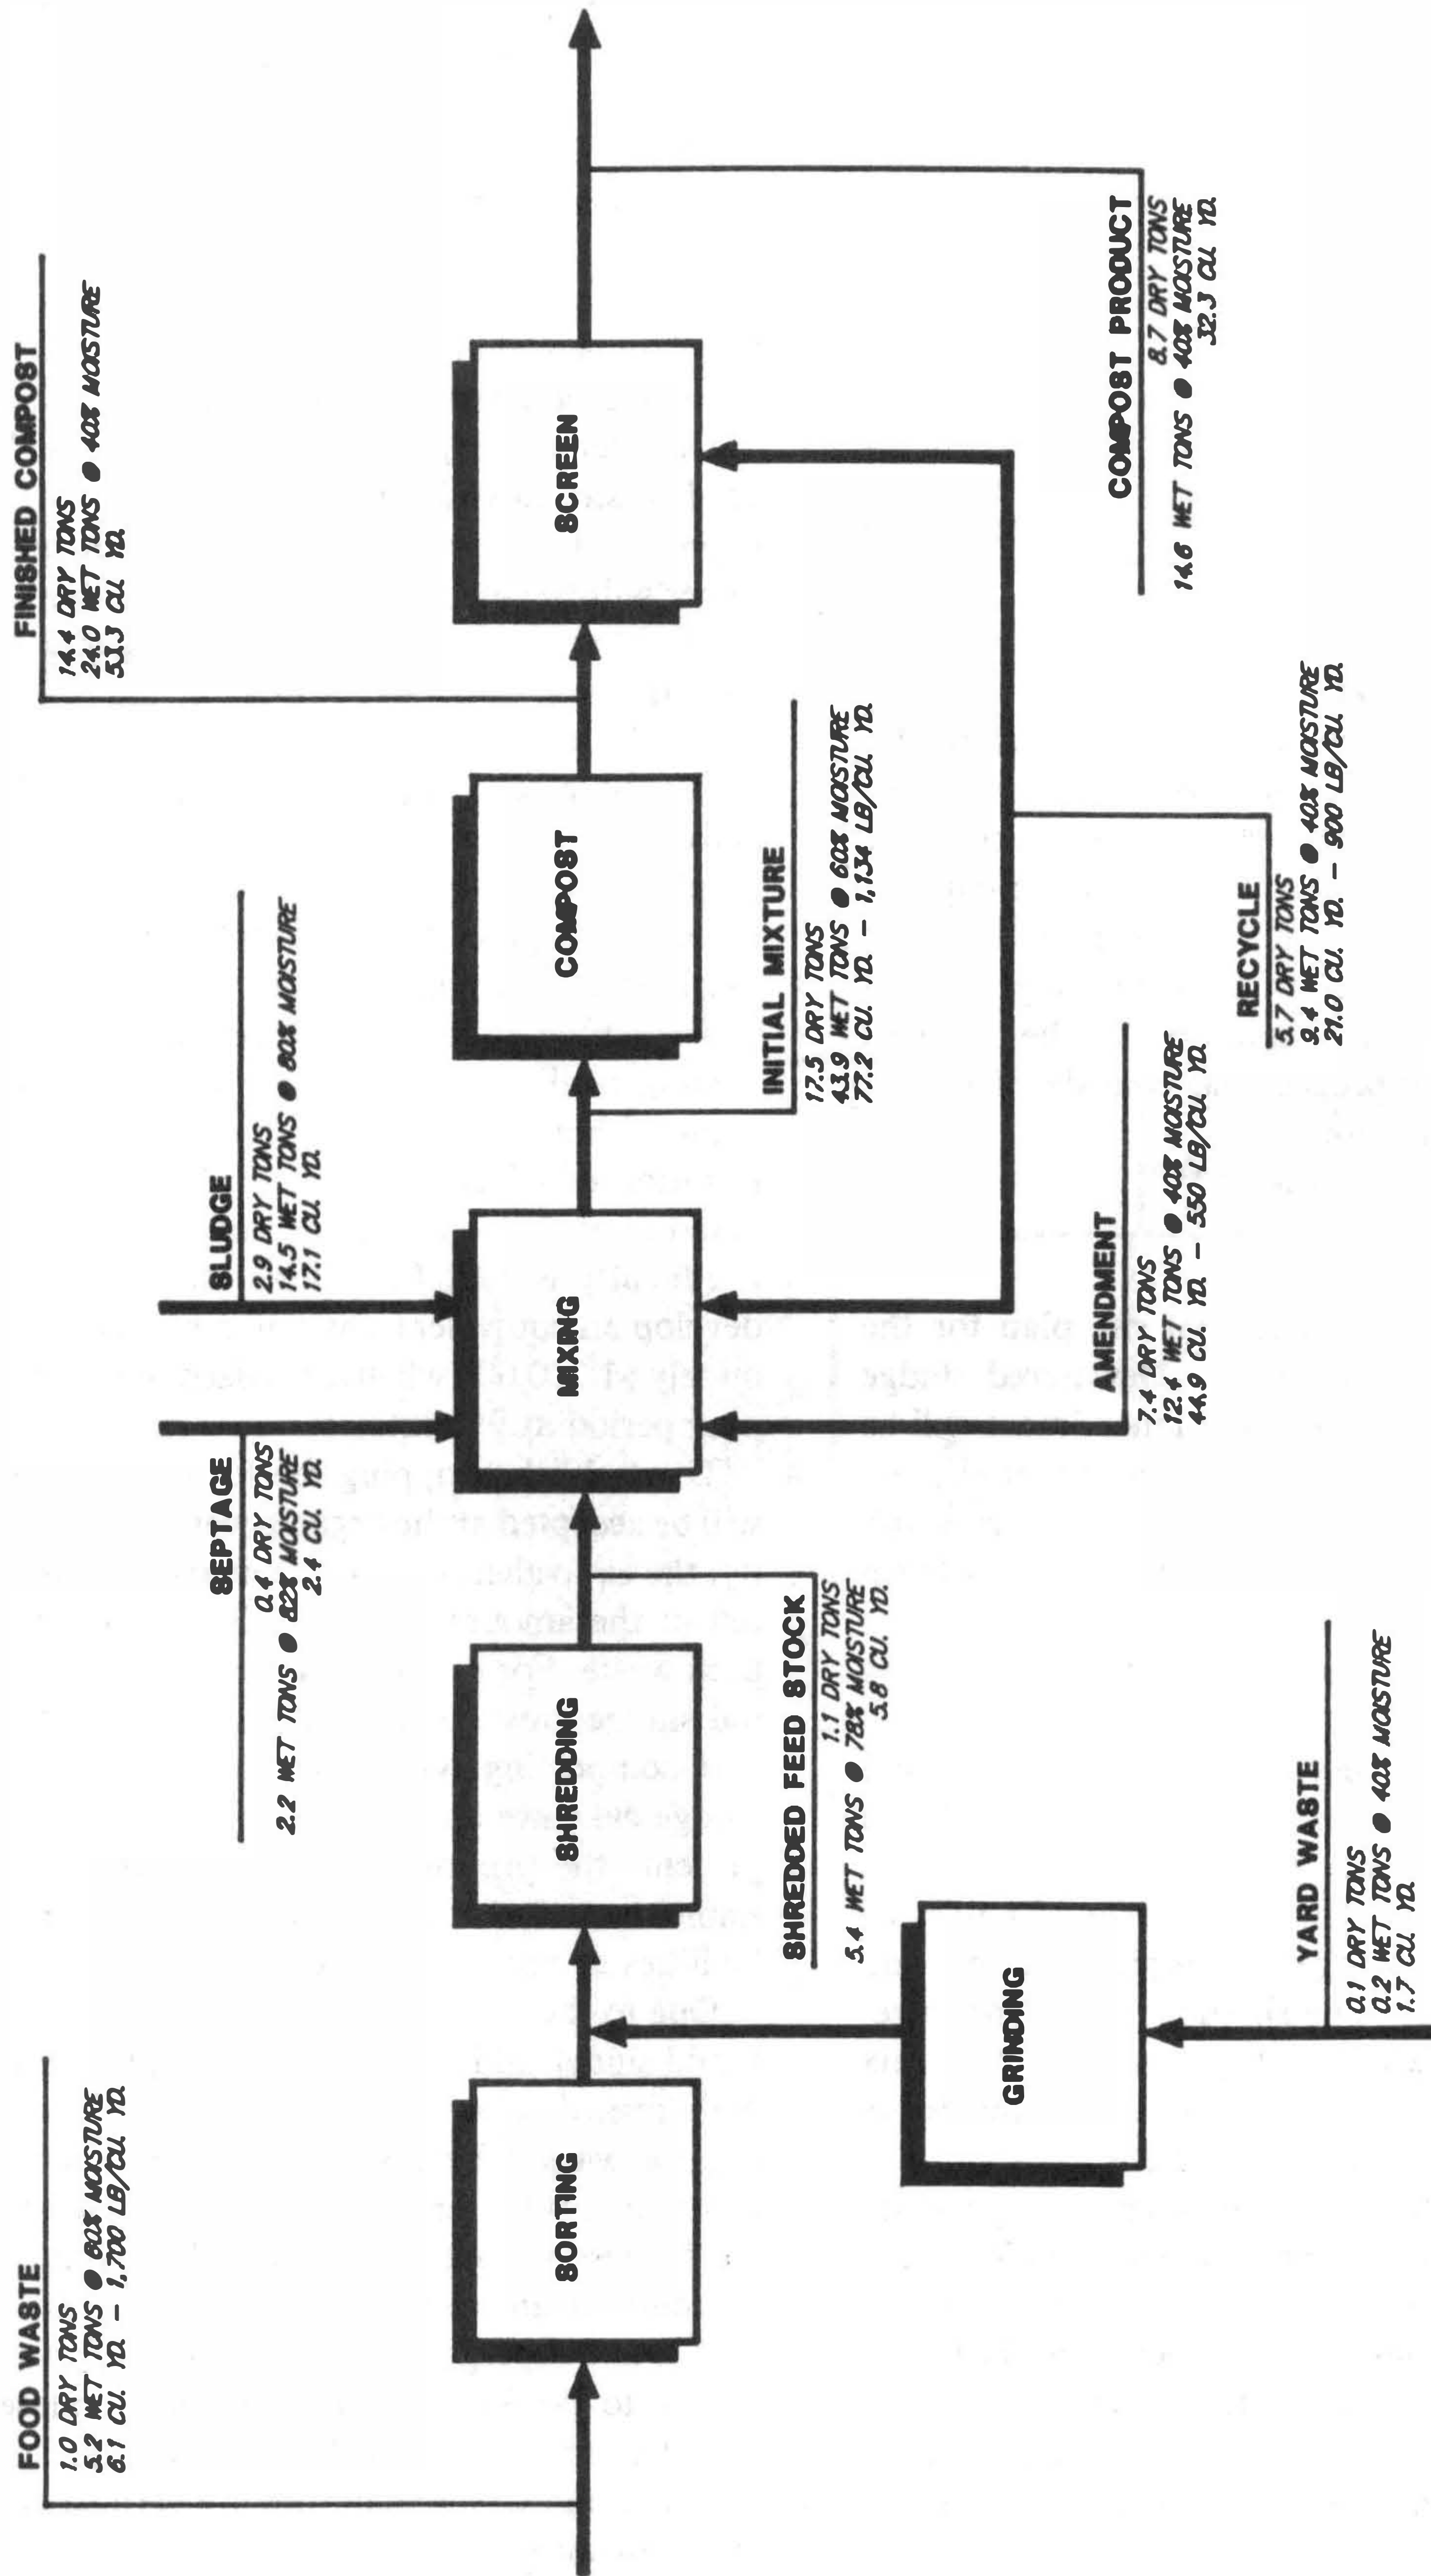 FOOD WASTE
1.0 DRY TONS
5.2 WET TONS @ 80% MOISTURE
6.1 CU. YD. - 1,700 LB/CU. YD.
SEPTAGE
0.4 DRY TONS
2.2 WET TONS @ 82% MOISTURE
2.4 CU. YD.
SLUDGE
2.9 DRY TONS
14.5 WET TONS @ 80% MOISTURE
17.1 CU. YD.
FINISHED COMPOST
14.4 DRY TONS
24.0 WET TONS @ 40% MOISTURE
53.3 CU. YD.
SORTING
SHREDDING
MIXING
COMPOST
SCREEN
SHREDDED FEED STOCK
1.1 DRY TONS
5.4 WET TONS @ 78% MOISTURE
5.8 CU. YD.
INITIAL MIXTURE
17.5 DRY TONS
43.9 WET TONS @ 60% MOISTURE
77.2 CU. YD. - 1,134 LB/CU. YD.
GRINDING
AMENDMENT
7.4 DRY TONS
12.4 WET TONS @ 40% MOISTURE
44.9 CU. YD. - 550 LB/CU. YD.
COMPOST PRODUCT
8.7 DRY TONS
14.6 WET TONS @ 40% MOISTURE
32.3 CU. YD.
YARD WASTE
0.1 DRY TONS
0.2 WET TONS @ 40% MOISTURE
1.7 CU. YD.
RECYCLE
5.7 DRY TONS
9.4 WET TONS @ 40% MOISTURE
21.0 CU. YD. - 900 LB/CU. YD.